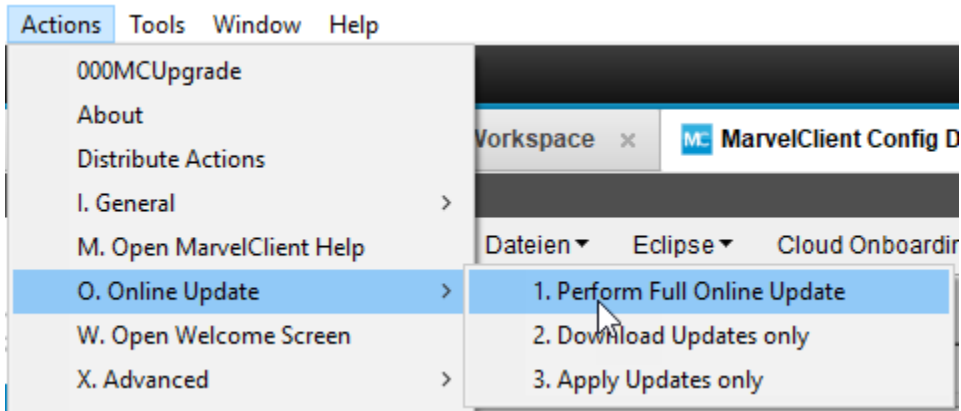 Actions Tools Window Help
000MCUpgrade
About
Distribute Actions
Workspace × MC MarvelClient Config D
I. General >
M. Open MarvelClient Help
Dateien Eclipse Cloud Onboardin
O. Online Update >
1. Perform Full Online Update
W. Open Welcome Screen
2. Download Updates only
X. Advanced >
3. Apply Updates only